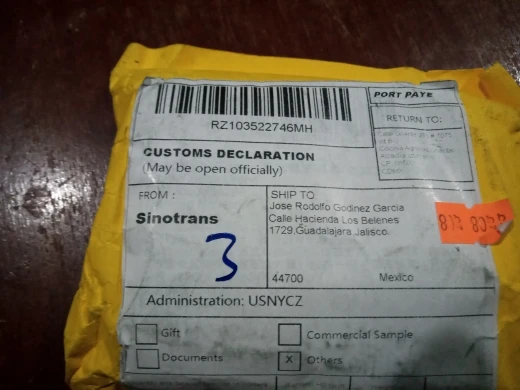 PORT PAYE
RZ103522746MH
RETURN TO:
CUSTOMS DECLARATION
(May be open officially)
FROM :
Sinotrans
3
SHIP TO
Jose Rodolfo Godinez Garcia
Calle Hacienda Los Belenes
1729,Guadalajara Jalisco.
44700 Mexico
Administration: USNYCZ
Gift
Commercial Sample
Documents
X Others